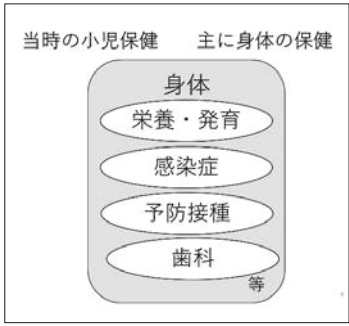 当時の小児保健　主に身体の保健
身体
栄養・発育
感染症
予防接種
歯科
等